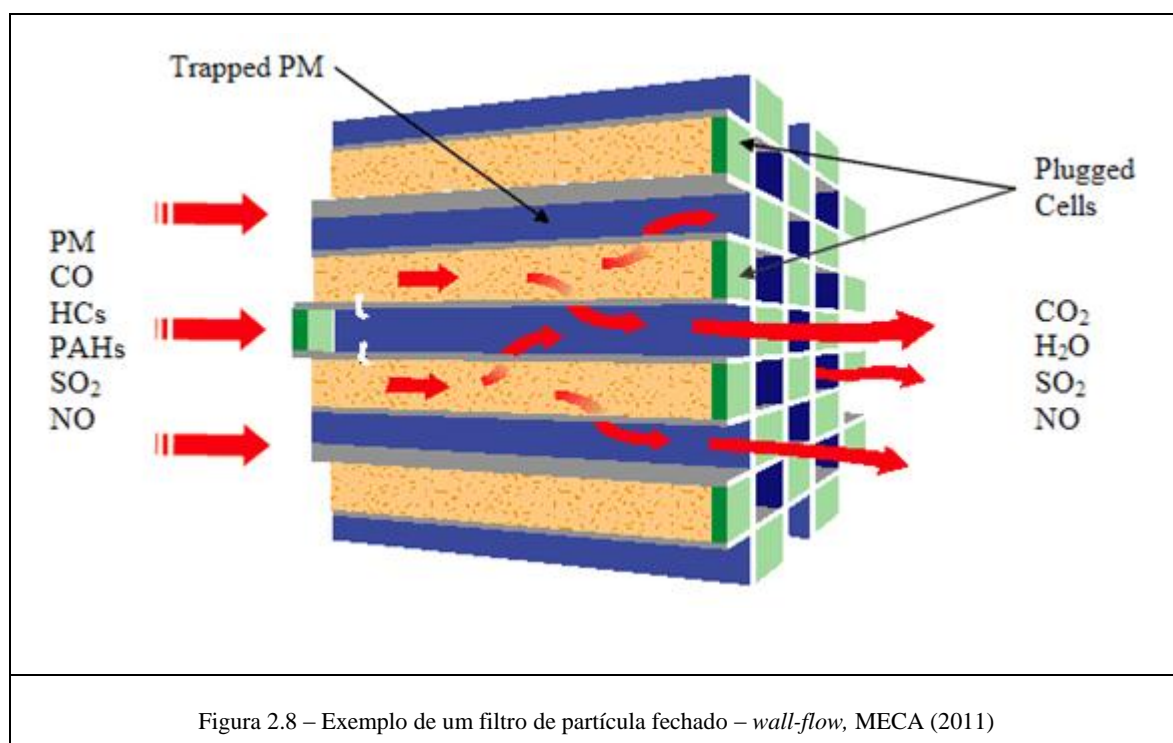 Trapped PM
Plugged
Cells
PM
CO
HCs
PAHs
SO₂
NO
CO₂
H₂O
SO₂
NO
Figura 2.8 – Exemplo de um filtro de partícula fechado – wall-flow, MECA (2011)